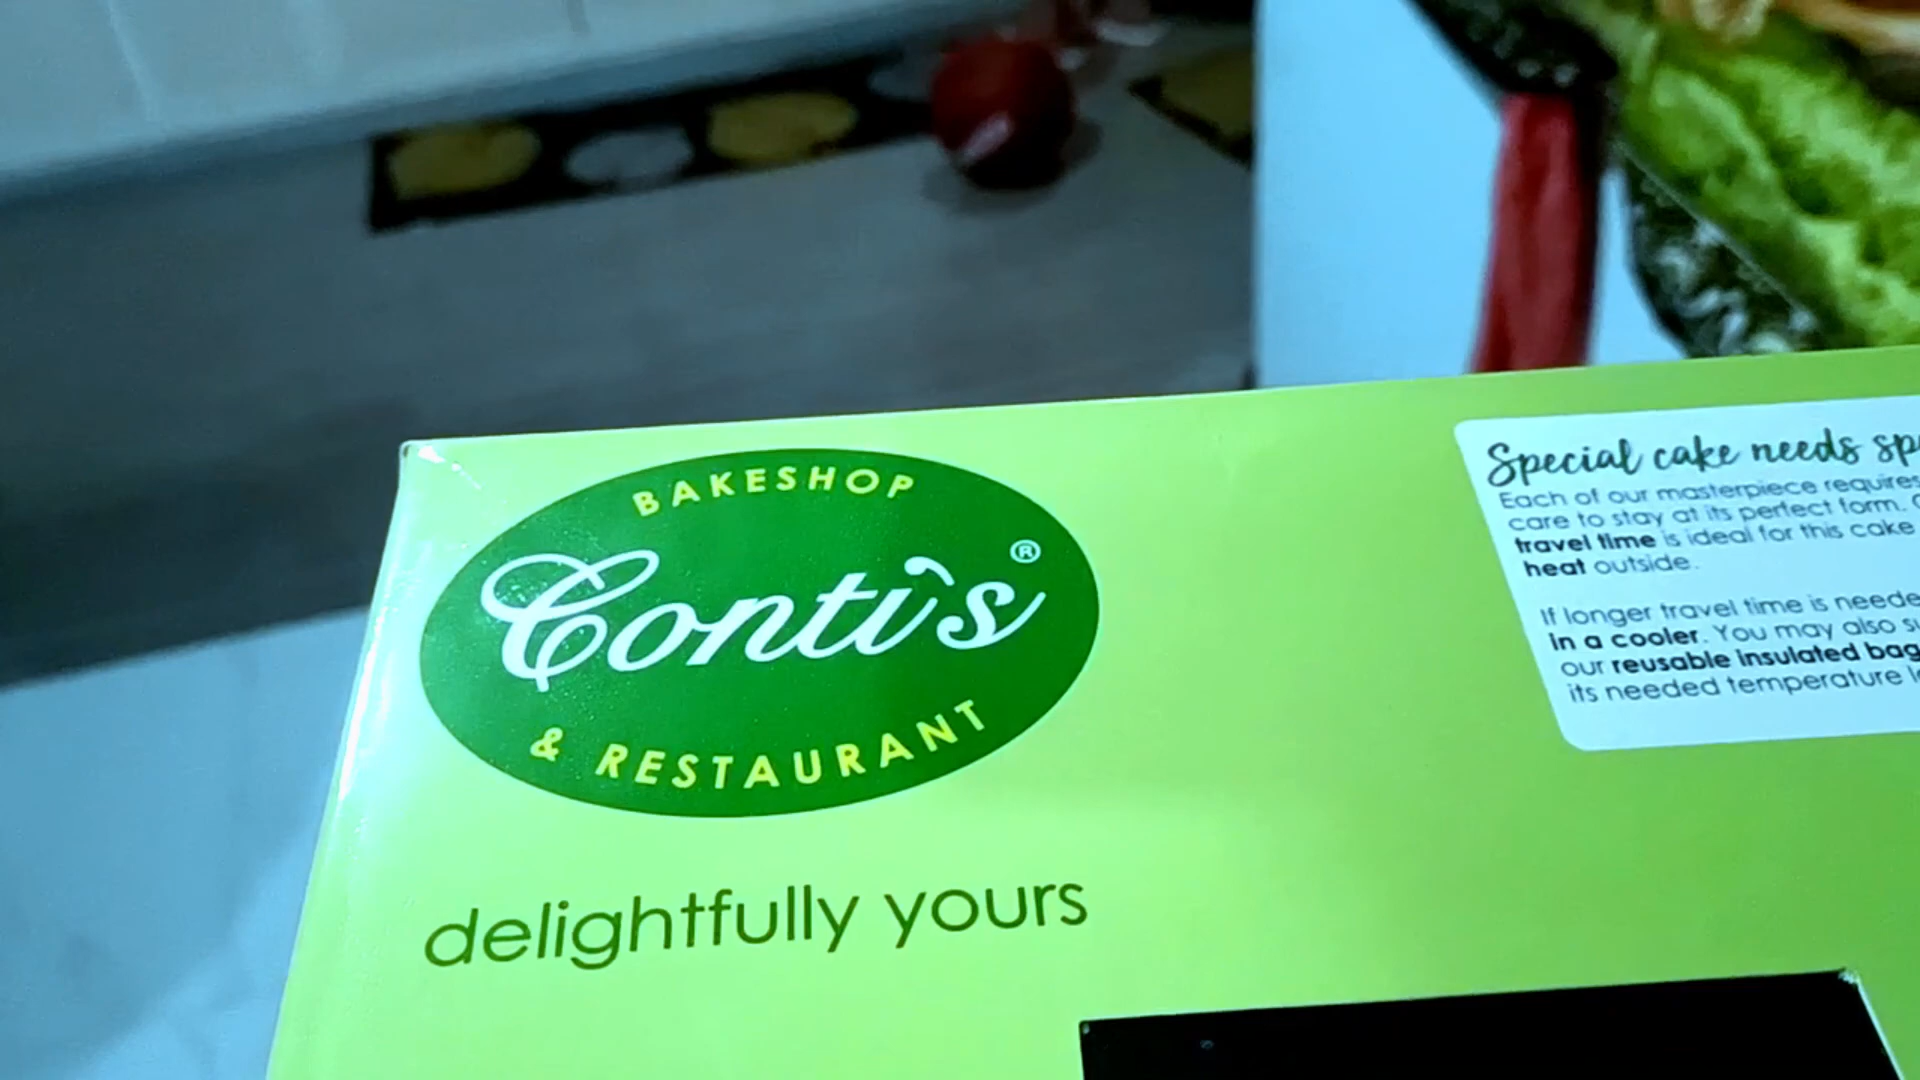 BAKESHOP
Conti's®
& RESTAURANT
delightfully yours
Special cake needs
Each of our masterpiece requires
care to stay at its perfect form.
travel time is ideal for this cake
heat outside.
If longer travel time is
in a cooler. You may also
our reusable insulated bag
its needed temperature